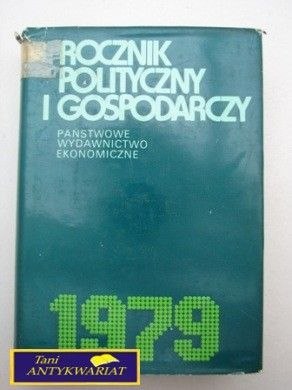 ROCZNIK
POLITYCZNY
I GOSPODARCZY
PAŃSTWOWE
WYDAWNICTWO
EKONOMICZNE
1979
Tani
ANTYKWARIAT